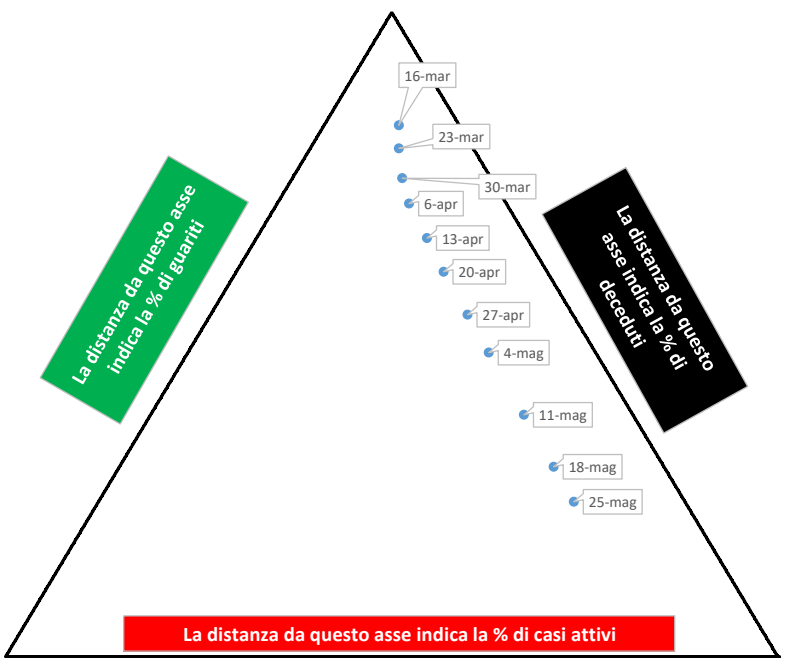 16-mar
23-mar
30-mar
6-apr
13-apr
20-apr
27-apr
4-mag
11-mag
18-mag
25-mag
La distanza da questo asse
indica la % di guariti
La distanza da questo
asse indica la % di
deceduti
La distanza da questo asse indica la % di casi attivi